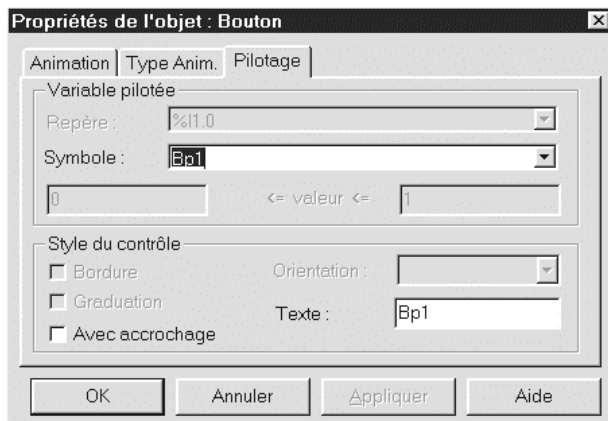 Propriétés de l'objet : Bouton
Animation Type Anim. Pilotage
Variable pilotée
Repère : %I1.0
Symbole : Bp1
0 <= valeur <= 1
Style du contrôle
Bordure Orientation :
Graduation
Texte : Bp1
Avec accrochage
OK Annuler Appliquer Aide